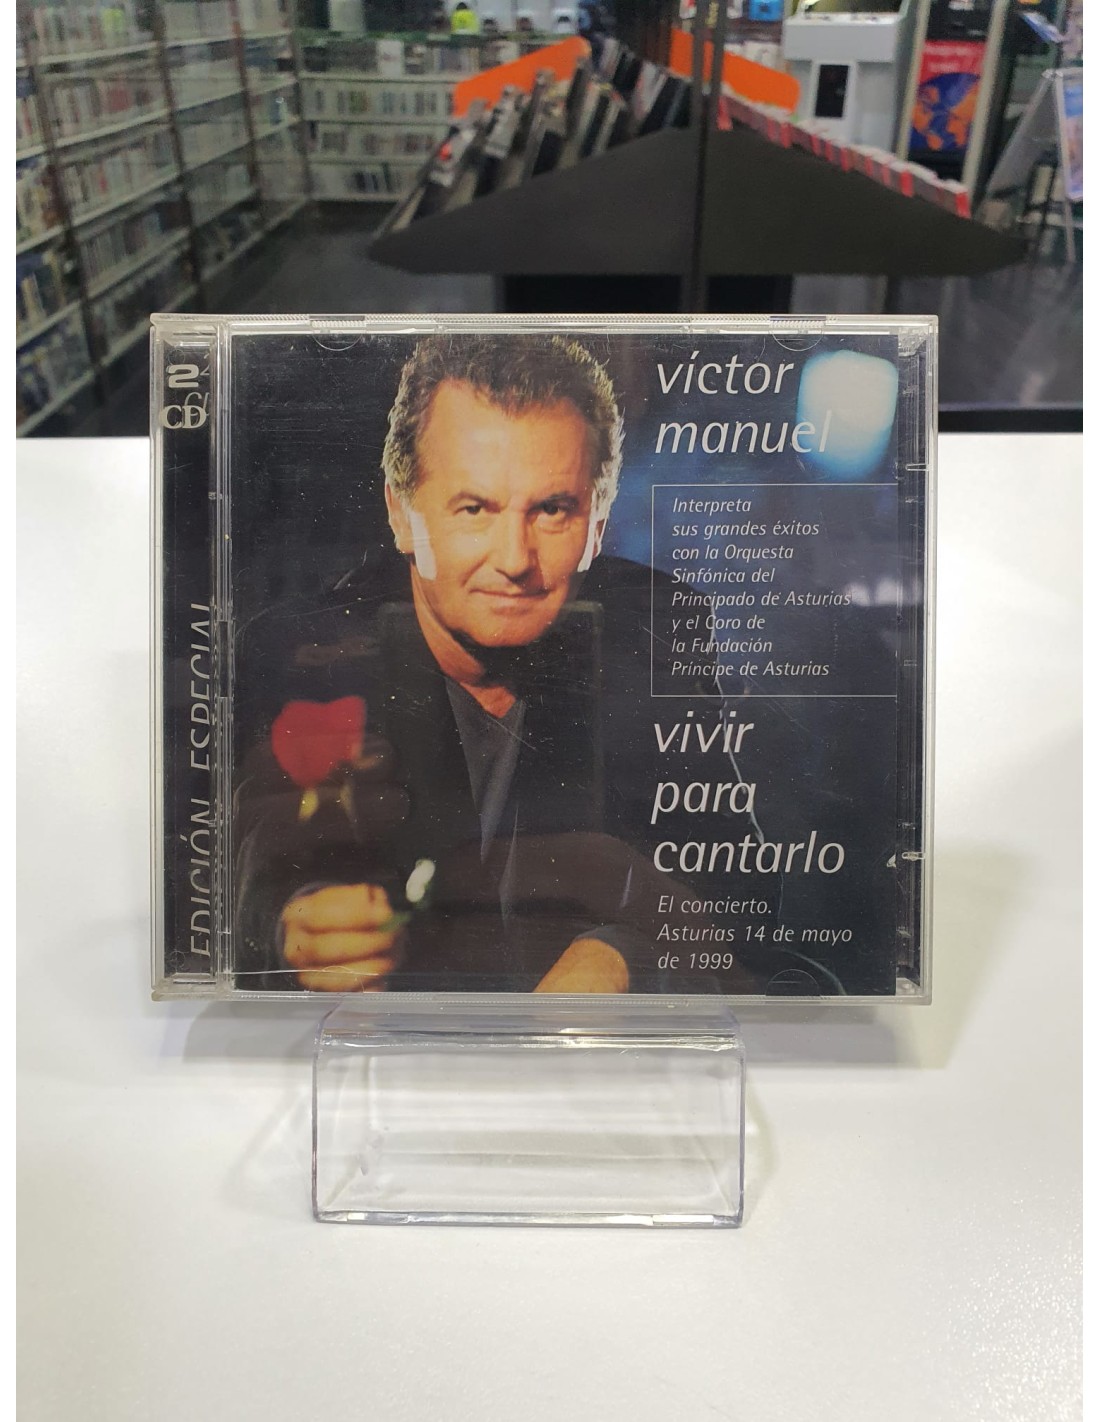 2
CD
EDICIÓN ESPECIAL
víctor
manuel
Interpreta
sus grandes éxitos
con la Orquesta
Sinfónica del
Principado de Asturias
y el Coro de
la Fundación
Príncipe de Asturias
vivir
para
cantarlo
El concierto.
Asturias 14 de mayo
de 1999